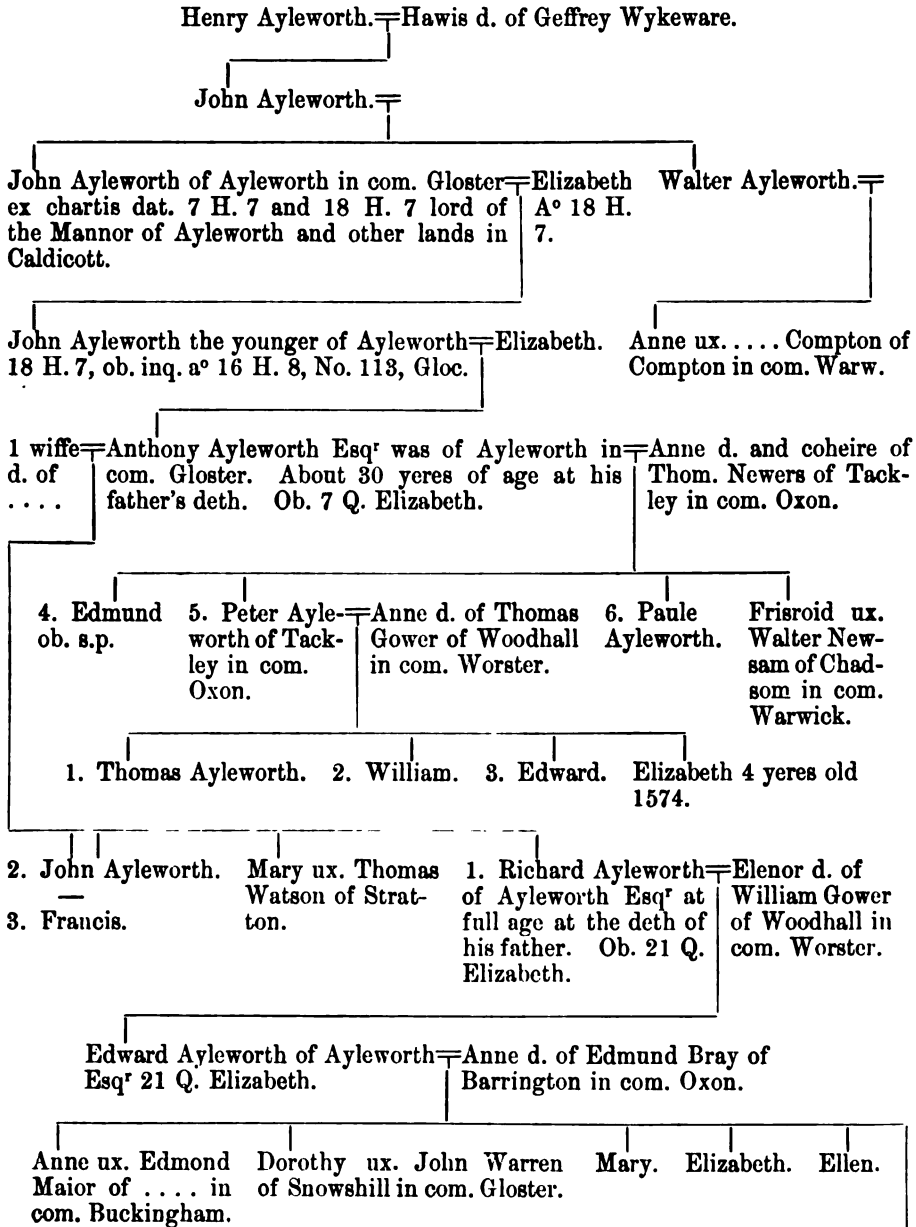 Henry Ayleworth.=Hawis d. of Geffrey Wykeware.
John Ayleworth.=
John Ayleworth of Ayleworth in com. Gloster=Elizabeth Walter Ayleworth.=
ex chartis dat. 7 H. 7 and 18 H. 7 lord of Aº 18 H.
the Mannor of Ayleworth and other lands in 7.
Caldicott.
John Ayleworth the younger of Ayleworth=Elizabeth. Anne ux. . . . . Compton of
18 H. 7, ob. inq. aº 16 H. 8, No. 113, Gloc. Compton in com. Warw.
1 wiffe=Anthony Ayleworth Esqʳ was of Ayleworth in=Anne d. and coheire of
d. of com. Gloster. About 30 yeres of age at his Thom. Newers of Tack-
. . . . father's deth. Ob. 7 Q. Elizabeth. ley in com. Oxon.
4. Edmund 5. Peter Ayle-=Anne d. of Thomas 6. Paule Frisroid ux.
ob. s.p. worth of Tack- Gower of Woodhall Ayleworth. Walter New-
ley in com. in com. Worster. sam of Chad-
Oxon. som in com.
Warwick.
1. Thomas Ayleworth. 2. William. 3. Edward. Elizabeth 4 yeres old
1574.
2. John Ayleworth. Mary ux. Thomas 1. Richard Ayleworth=Elenor d. of
— Watson of Strat- of Ayleworth Esqʳ at William Gower
3. Francis. ton. full age at the deth of of Woodhall in
his father. Ob. 21 Q. com. Worster.
Elizabeth.
Edward Ayleworth of Ayleworth=Anne d. of Edmund Bray of
Esqʳ 21 Q. Elizabeth. Barrington in com. Oxon.
Anne ux. Edmond Dorothy ux. John Warren Mary. Elizabeth. Ellen.
Maior of . . . . in of Snowshill in com. Gloster.
com. Buckingham.